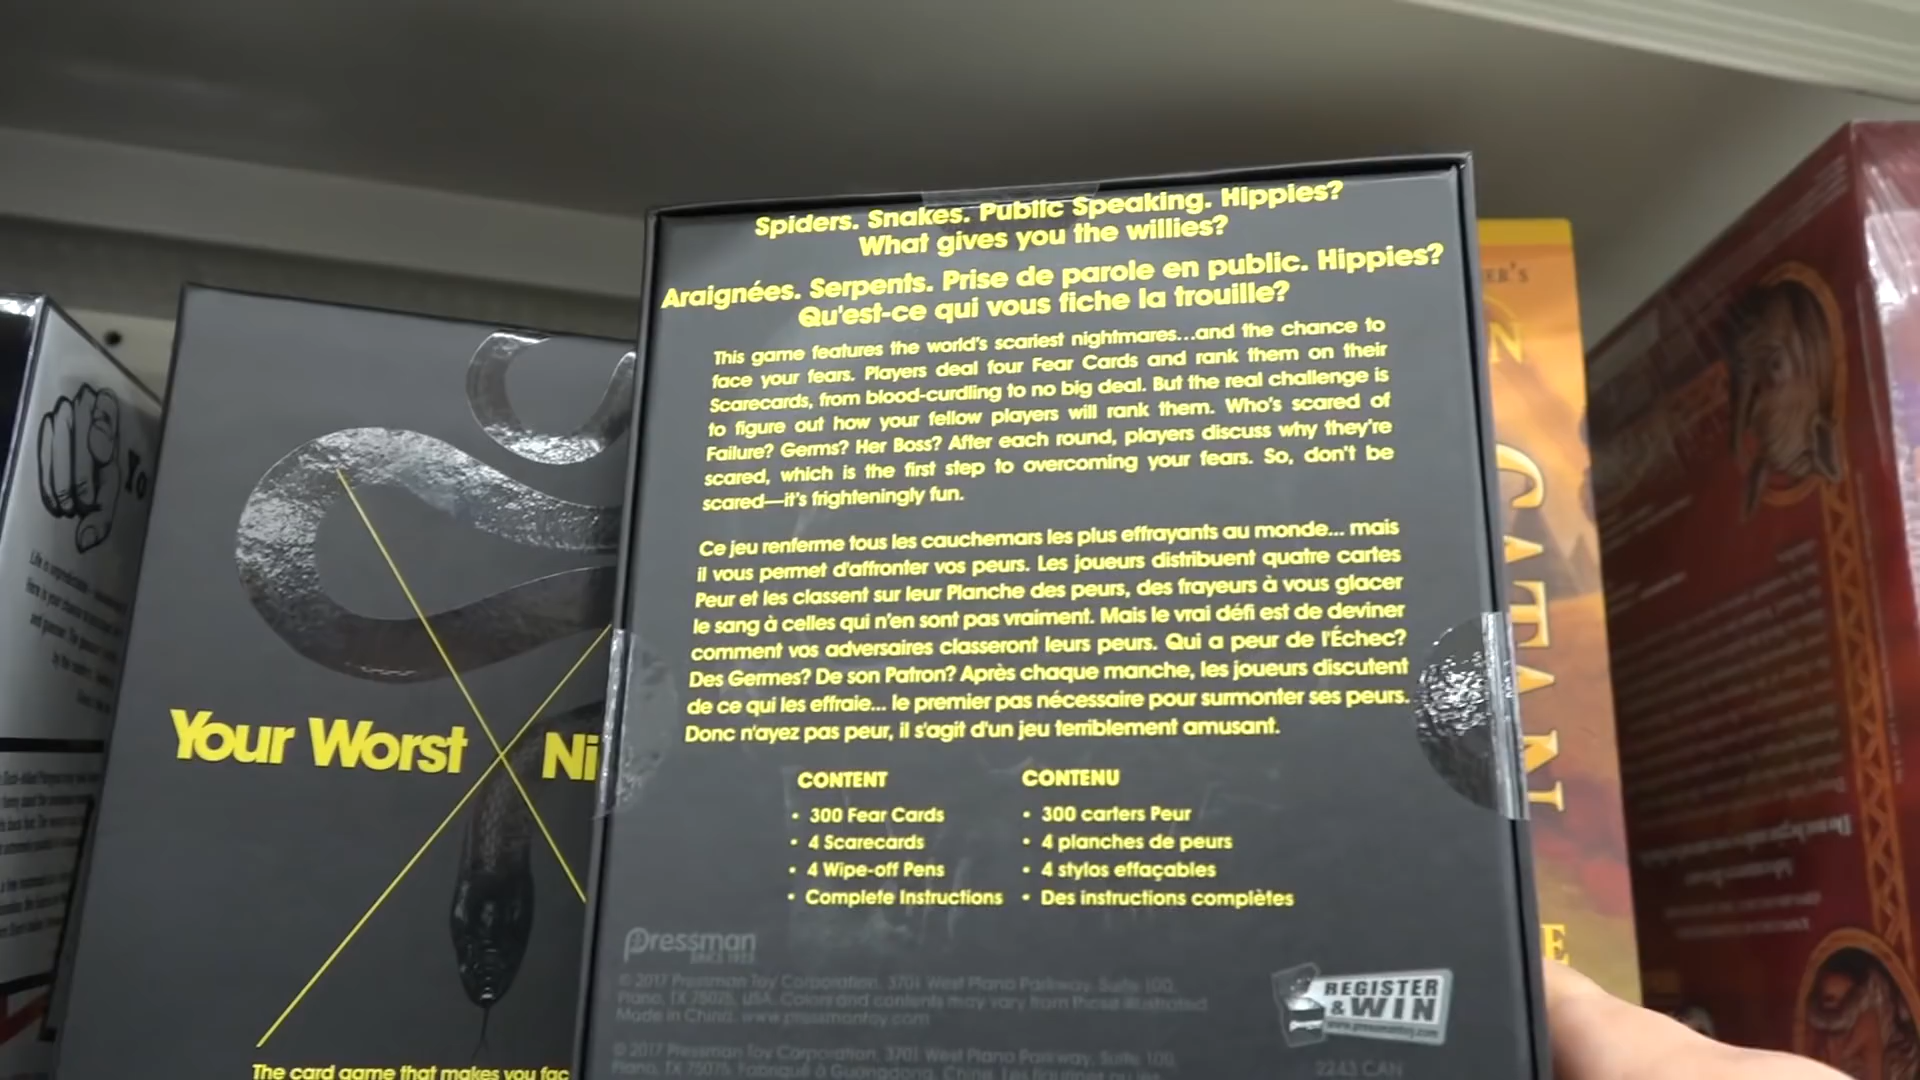 Spiders. Snakes. Public Speaking. Hippies?
What gives you the willies?
Araignées. Serpents. Prise de parole en public. Hippies?
Qu'est-ce qui vous fiche la trouille?
This game features the world's scariest nightmares...and the chance to
face your fears. Players deal four Fear Cards and rank them on their
Scarecards, from blood-curdling to no big deal. But the real challenge is
to figure out how your fellow players will rank them. Who's scared of
Failure? Germs? Her Boss? After each round, players discuss why they're
scared, which is the first step to overcoming your fears. So, don't be
scared—it's frighteningly fun.
Ce jeu renferme tous les cauchemars les plus effrayants au monde... mais
il vous permet d'affronter vos peurs. Les joueurs distribuent quatre cartes
Peur et les classent sur leur Planche des peurs, des frayeurs à vous glacer
le sang à celles qui n'en sont pas vraiment. Mais le vrai défi est de deviner
comment vos adversaires classeront leurs peurs. Qui a peur de l'Échec?
Des Germes? De son Patron? Après chaque manche, les joueurs discutent
de ce qui les effraie... le premier pas nécessaire pour surmonter ses peurs.
Donc n'ayez pas peur, il s'agit d'un jeu terriblement amusant.
CONTENT
• 300 Fear Cards
• 4 Scarecards
• 4 Wipe-off Pens
• Complete Instructions
CONTENU
• 300 carters Peur
• 4 planches de peurs
• 4 stylos effaçables
• Des instructions complètes
Pressman
SINCE 1922
© 2017 Pressman Toy Corporation, 3701 West Plano Parkway, Suite 100,
Plano, TX 75075, USA. Colors and contents may vary from those illustrated.
Made in China. www.pressmantoy.com
© 2017 Pressman Toy Corporation, 3701 West Plano Parkway, Suite 100,
Plano, TX 75075. Fabriqué à Guangdong, Chine. Les
REGISTER
& WIN
www.pressmantoy.com
2243 CAN
Your Worst Ni
The card game that makes you fac
CATAN